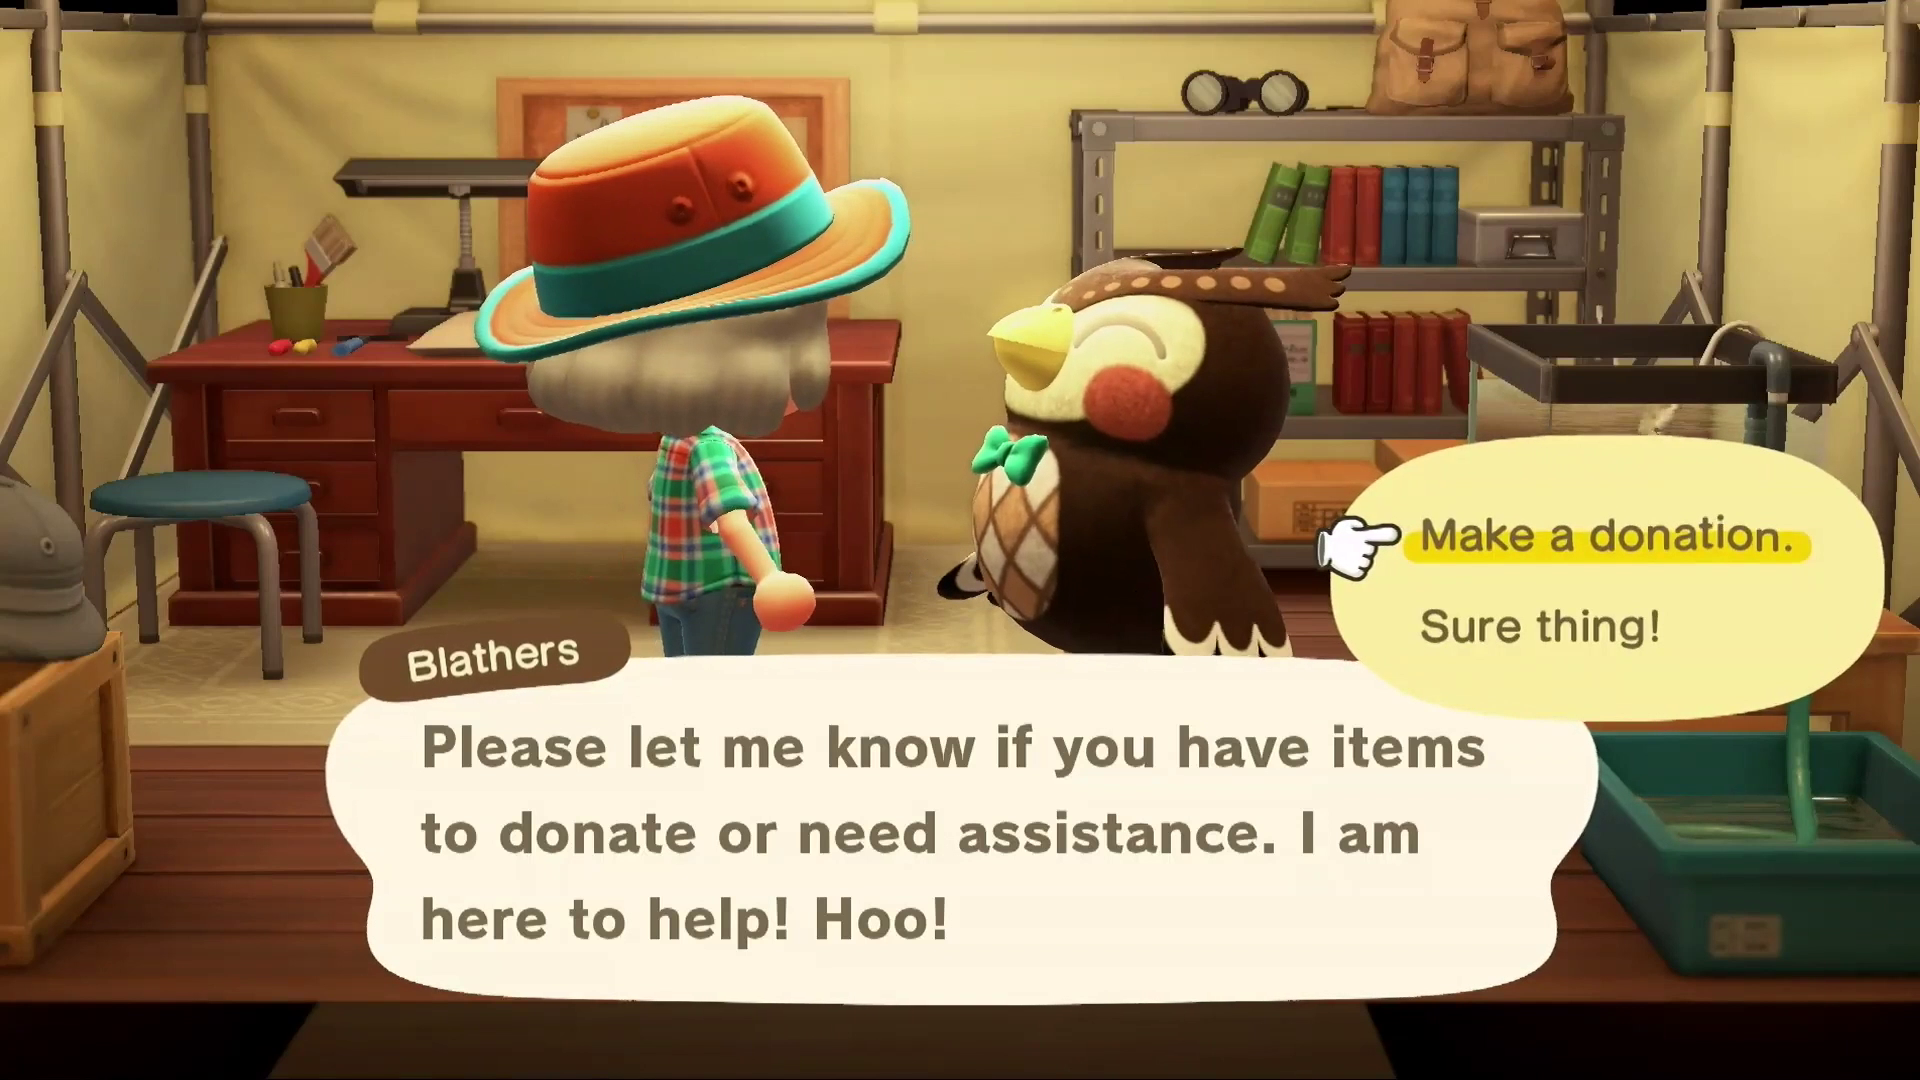 Make a donation.
Sure thing!
Blathers
Please let me know if you have items
to donate or need assistance. I am
here to help! Hoo!